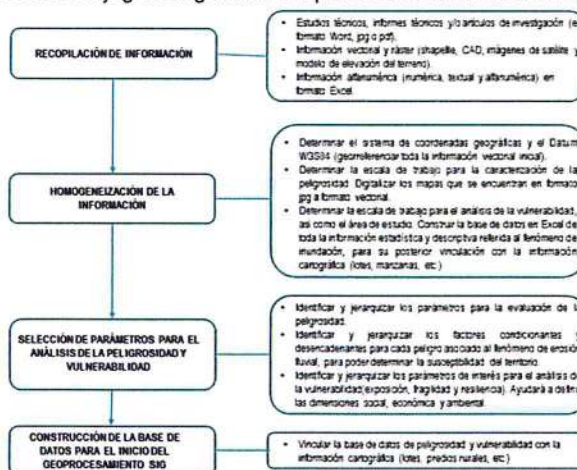 RECOPILACIÓN DE INFORMACIÓN
• Estudios técnicos, informes técnicos y/o artículos de investigación (en
formato Word, jpg o pdf).
• Información vectorial y ráster (shapefile, CAD, imágenes de satélite y
modelo de elevación del terreno).
• Información alfanumérica (numérica, textual y alfanumérica) en
formato Excel.
HOMOGENEIZACIÓN DE LA
INFORMACIÓN
• Determinar el sistema de coordenadas geográficas y el Datum
WGS84 (georreferenciar toda la información vectorial inicial).
• Determinar la escala de trabajo para la caracterización de la
peligrosidad. Digitalizar los mapas que se encuentran en formato
jpg a formato vectorial.
• Determinar la escala de trabajo para el análisis de la vulnerabilidad,
así como el área de estudio. Construir la base de datos en Excel de
toda la información estadística y descriptiva referida al fenómeno de
inundación, para su posterior vinculación con la información
cartográfica (lotes, manzanas, etc.)
SELECCIÓN DE PARÁMETROS PARA EL
ANÁLISIS DE LA PELIGROSIDAD Y
VULNERABILIDAD
• Identificar y jerarquizar los parámetros para la evaluación de la
peligrosidad.
• Identificar y jerarquizar los factores condicionantes y
desencadenantes para cada peligro asociado al fenómeno de erosión
fluvial, para poder determinar la susceptibilidad del territorio.
• Identificar y jerarquizar los parámetros de interés para el análisis de
la vulnerabilidad(exposición, fragilidad y resiliencia). Ayudará a definir
las dimensiones social, económica y ambiental.
CONSTRUCCIÓN DE LA BASE DE
DATOS PARA EL INICIO DEL
GEOPROCESAMIENTO SIG
• Vincular la base de datos de peligrosidad y vulnerabilidad con la
información cartográfica (lotes, predios rurales, etc.)